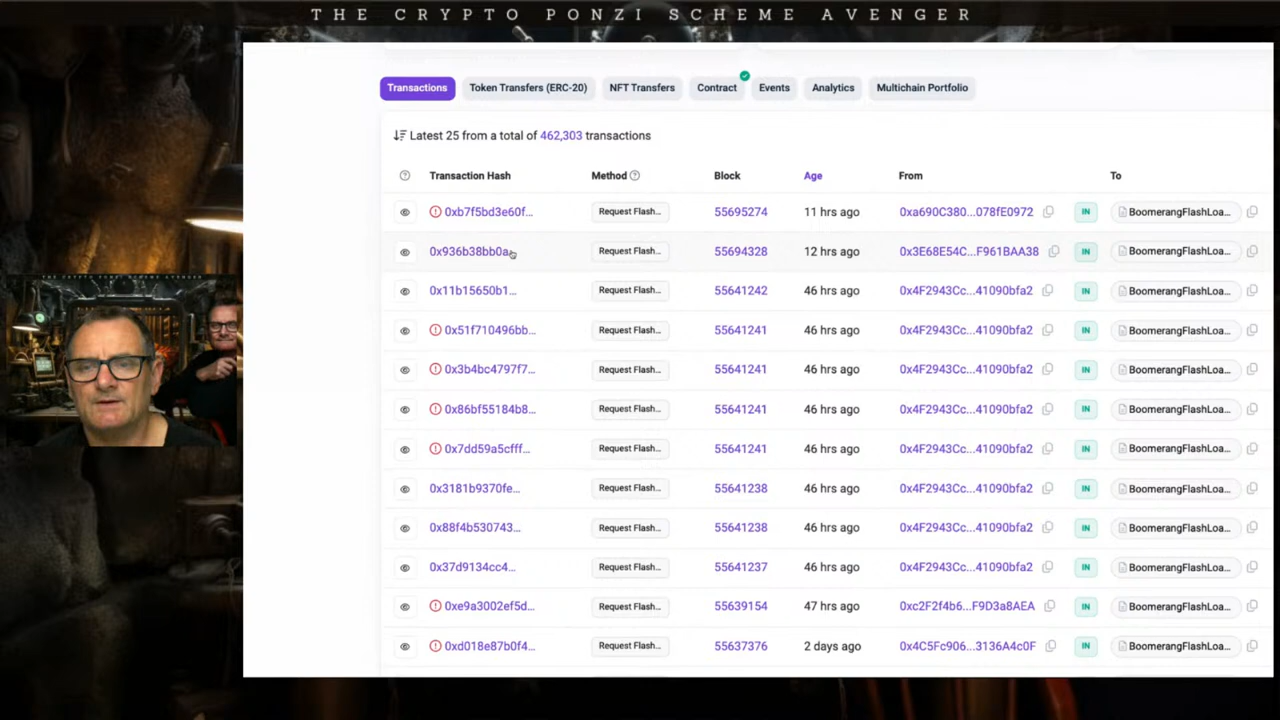 THE CRYPTO PONZI SCHEME AVENGER
Transactions Token Transfers (ERC-20) NFT Transfers Contract Events Analytics Multichain Portfolio
Latest 25 from a total of 462,303 transactions
Transaction Hash Method Block Age From To
0xb7f5bd3e60f... Request Flash... 55695274 11 hrs ago 0xa690C380...078fE0972 IN BoomerangFlashLoa...
0x936b38bb0a Request Flash... 55694328 12 hrs ago 0x3E68E54C...F961BAA38 IN BoomerangFlashLoa...
0x11b15650b1... Request Flash... 55641242 46 hrs ago 0x4F2943Cc...41090bfa2 IN BoomerangFlashLoa...
0x51f710496bb... Request Flash... 55641241 46 hrs ago 0x4F2943Cc...41090bfa2 IN BoomerangFlashLoa...
0x3b4bc4797f7... Request Flash... 55641241 46 hrs ago 0x4F2943Cc...41090bfa2 IN BoomerangFlashLoa...
0x86bf55184b8... Request Flash... 55641241 46 hrs ago 0x4F2943Cc...41090bfa2 IN BoomerangFlashLoa...
0x7dd59a5cfff... Request Flash... 55641241 46 hrs ago 0x4F2943Cc...41090bfa2 IN BoomerangFlashLoa...
0x3181b9370fe... Request Flash... 55641238 46 hrs ago 0x4F2943Cc...41090bfa2 IN BoomerangFlashLoa...
0x88f4b530743... Request Flash... 55641238 46 hrs ago 0x4F2943Cc...41090bfa2 IN BoomerangFlashLoa...
0x37d9134cc4... Request Flash... 55641237 46 hrs ago 0x4F2943Cc...41090bfa2 IN BoomerangFlashLoa...
0xe9a3002ef5d... Request Flash... 55639154 47 hrs ago 0xc2F2f4b6...F9D3a8AEA IN BoomerangFlashLoa...
0xd018e87b0f4... Request Flash... 55637376 2 days ago 0x4C5Fc906...3136A4c0F IN BoomerangFlashLoa...
THE CRYPTO PONZI SCHEME AVENGER